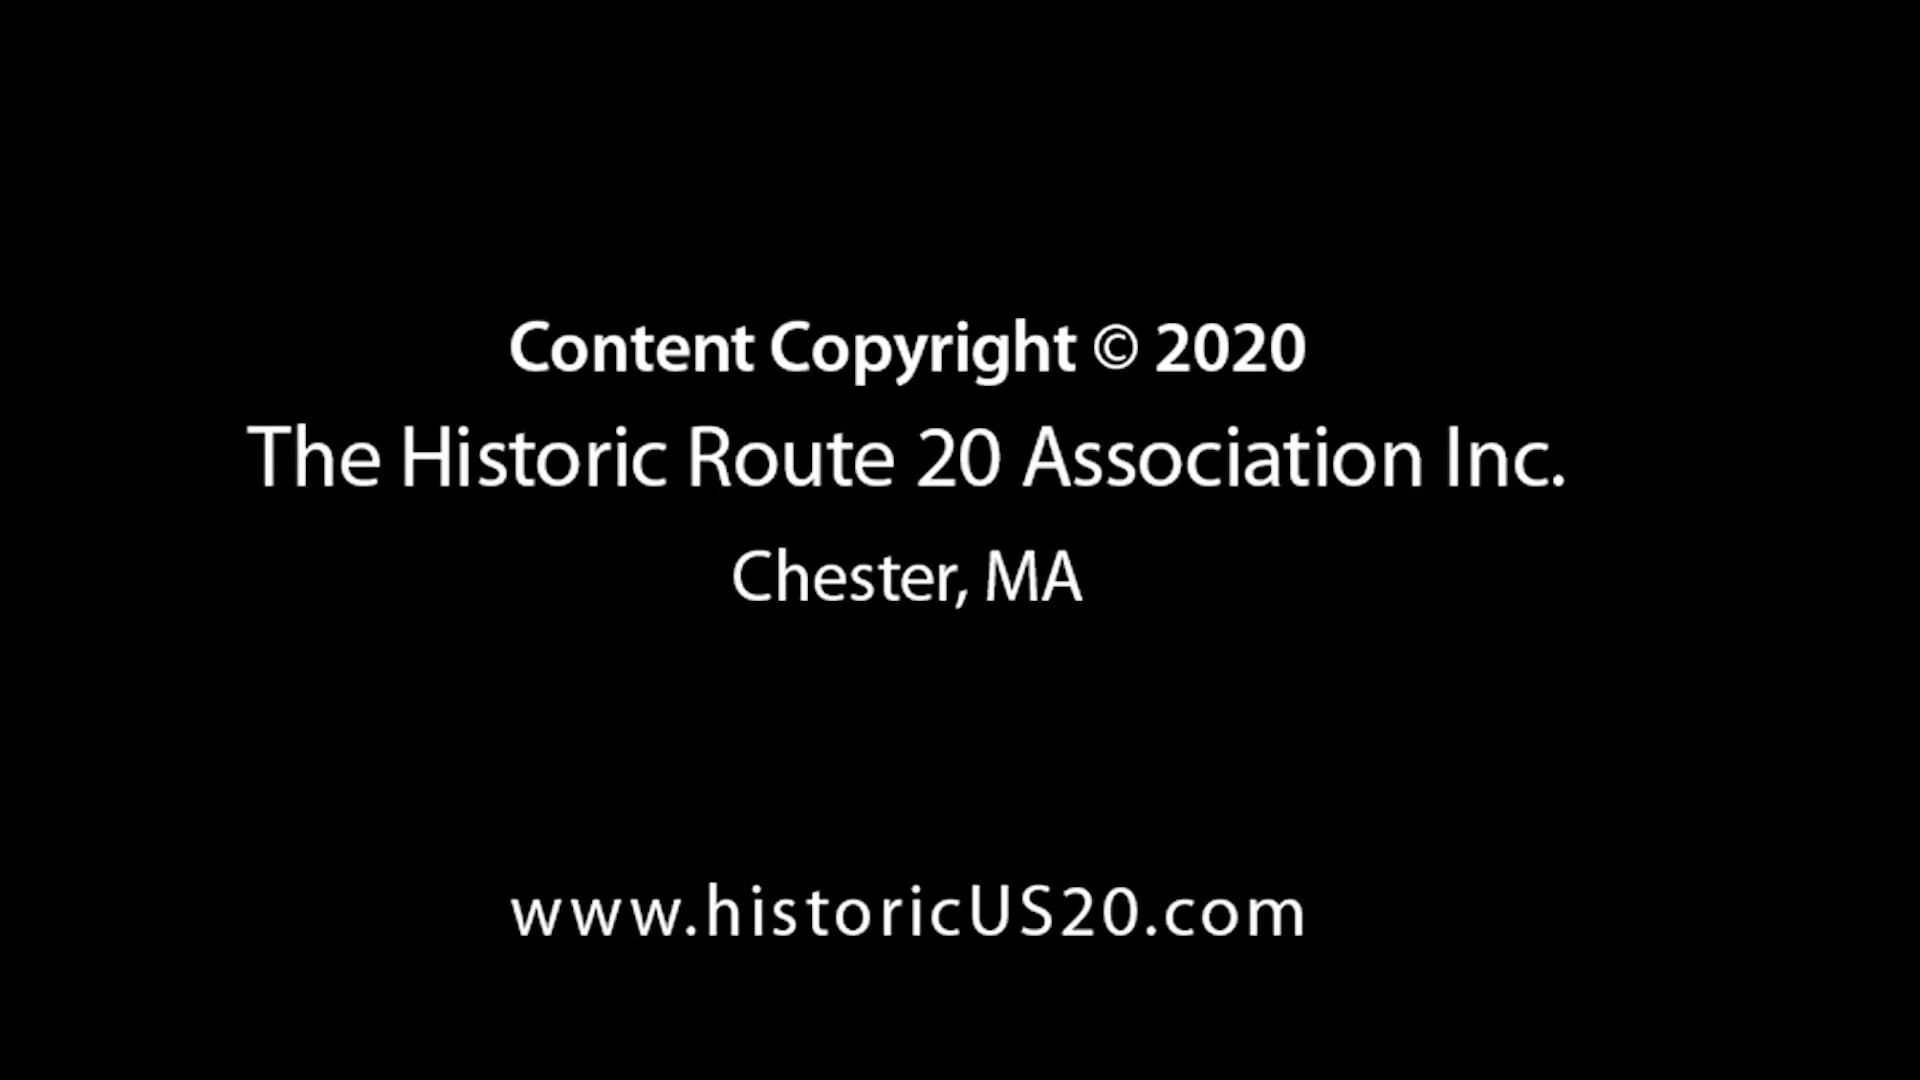 Content Copyright © 2020
The Historic Route 20 Association Inc.
Chester, MA
www.historicUS20.com